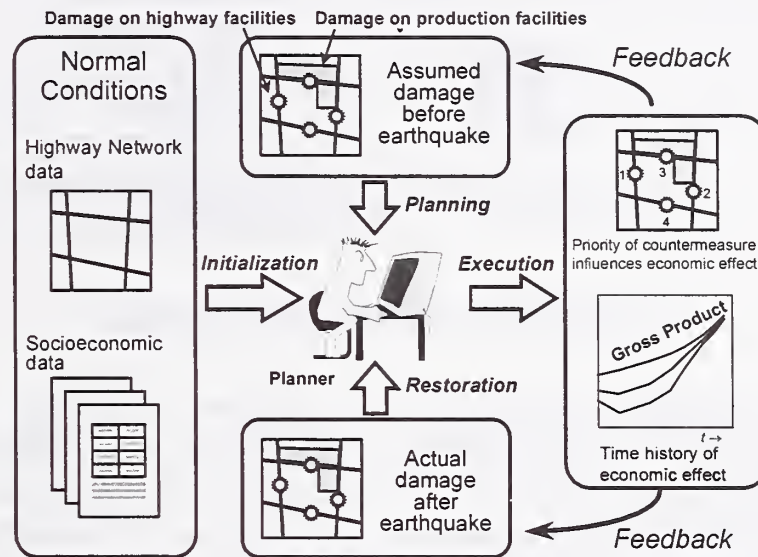 Damage on highway facilities
Damage on production facilities
Normal
Conditions
Highway Network
data
Socioeconomic
data
Assumed
damage before
earthquake
Planning
Initialization
Execution
Planner
Restoration
Actual
damage after
earthquake
Feedback
1
3
2
4
Priority of countermeasure
influences economic effect
Gross Product
t →
Time history of
economic effect
Feedback